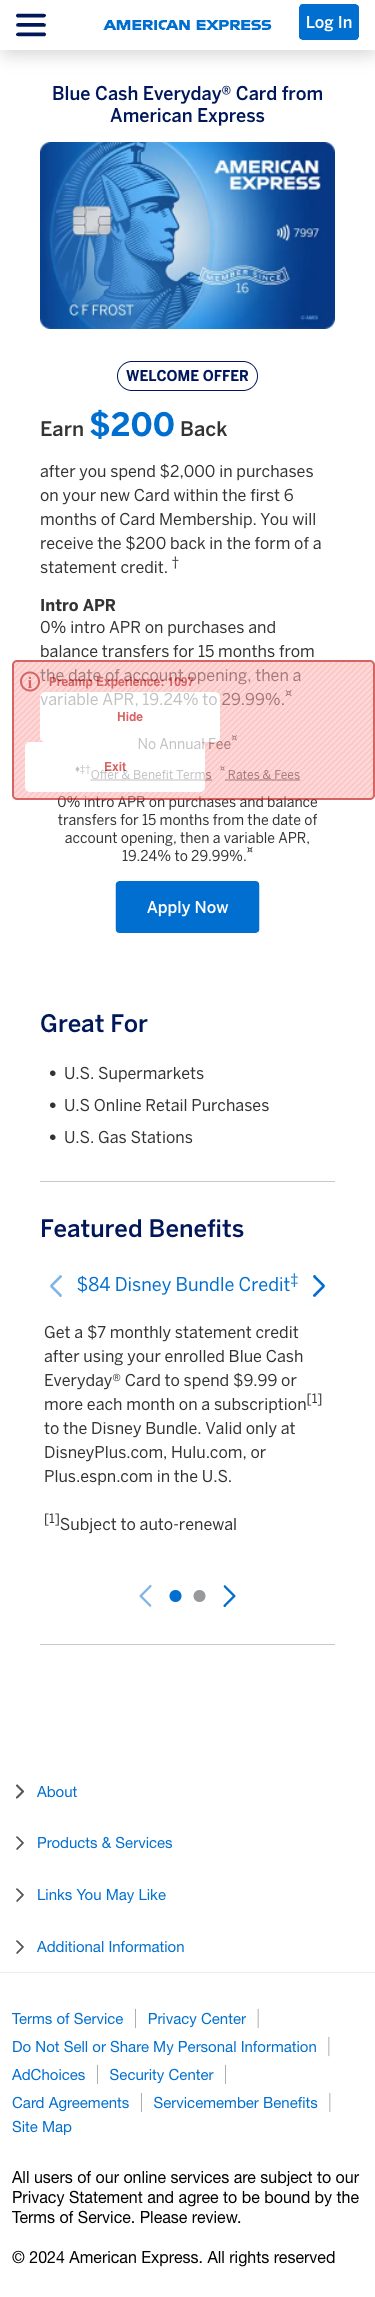 AMERICAN EXPRESS
Log In
Blue Cash Everyday® Card from
American Express
AMERICAN
EXPRESS
7997
MEMBER SINCE
16
C F FROST
© AMEX
WELCOME OFFER
Earn $200 Back
after you spend $2,000 in purchases
on your new Card within the first 6
months of Card Membership. You will
receive the $200 back in the form of a
statement credit. †
Intro APR
0% intro APR on purchases and
balance transfers for 15 months from
the date of account opening, then a
Preamp Experience: 1097
variable APR, 19.24% to 29.99%.¤
Hide
No Annual Fee¤
Exit
♦‡†Offer & Benefit Terms ¤Rates & Fees
0% intro APR on purchases and balance
transfers for 15 months from the date of
account opening, then a variable APR,
19.24% to 29.99%.¤
Apply Now
Great For
• U.S. Supermarkets
• U.S Online Retail Purchases
• U.S. Gas Stations
Featured Benefits
$84 Disney Bundle Credit‡
Get a $7 monthly statement credit
after using your enrolled Blue Cash
Everyday® Card to spend $9.99 or
more each month on a subscription[1]
to the Disney Bundle. Valid only at
DisneyPlus.com, Hulu.com, or
Plus.espn.com in the U.S.
[1]Subject to auto-renewal
About
Products & Services
Links You May Like
Additional Information
Terms of Service | Privacy Center |
Do Not Sell or Share My Personal Information |
AdChoices | Security Center |
Card Agreements | Servicemember Benefits |
Site Map
All users of our online services are subject to our
Privacy Statement and agree to be bound by the
Terms of Service. Please review.
© 2024 American Express. All rights reserved